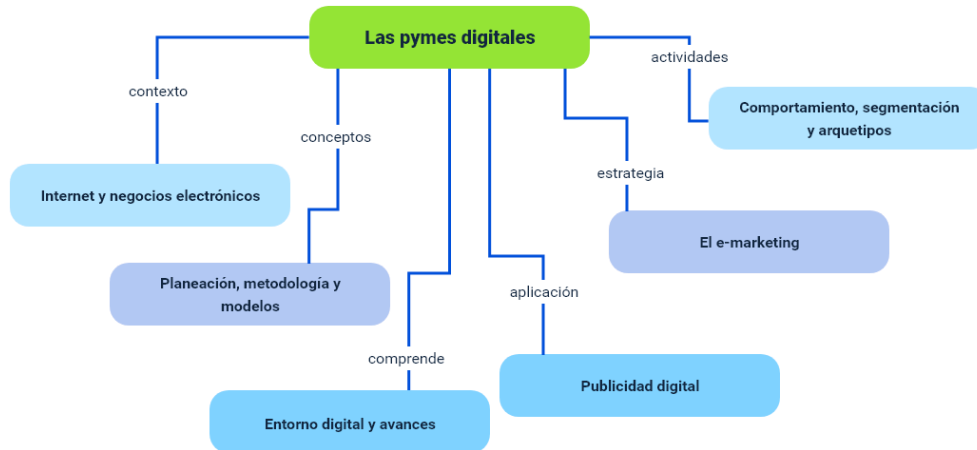 Las pymes digitales
actividades
contexto
Comportamiento, segmentación
y arquetipos
conceptos
estrategia
Internet y negocios electrónicos
El e-marketing
Planeación, metodología y
modelos
aplicación
comprende
Publicidad digital
Entorno digital y avances